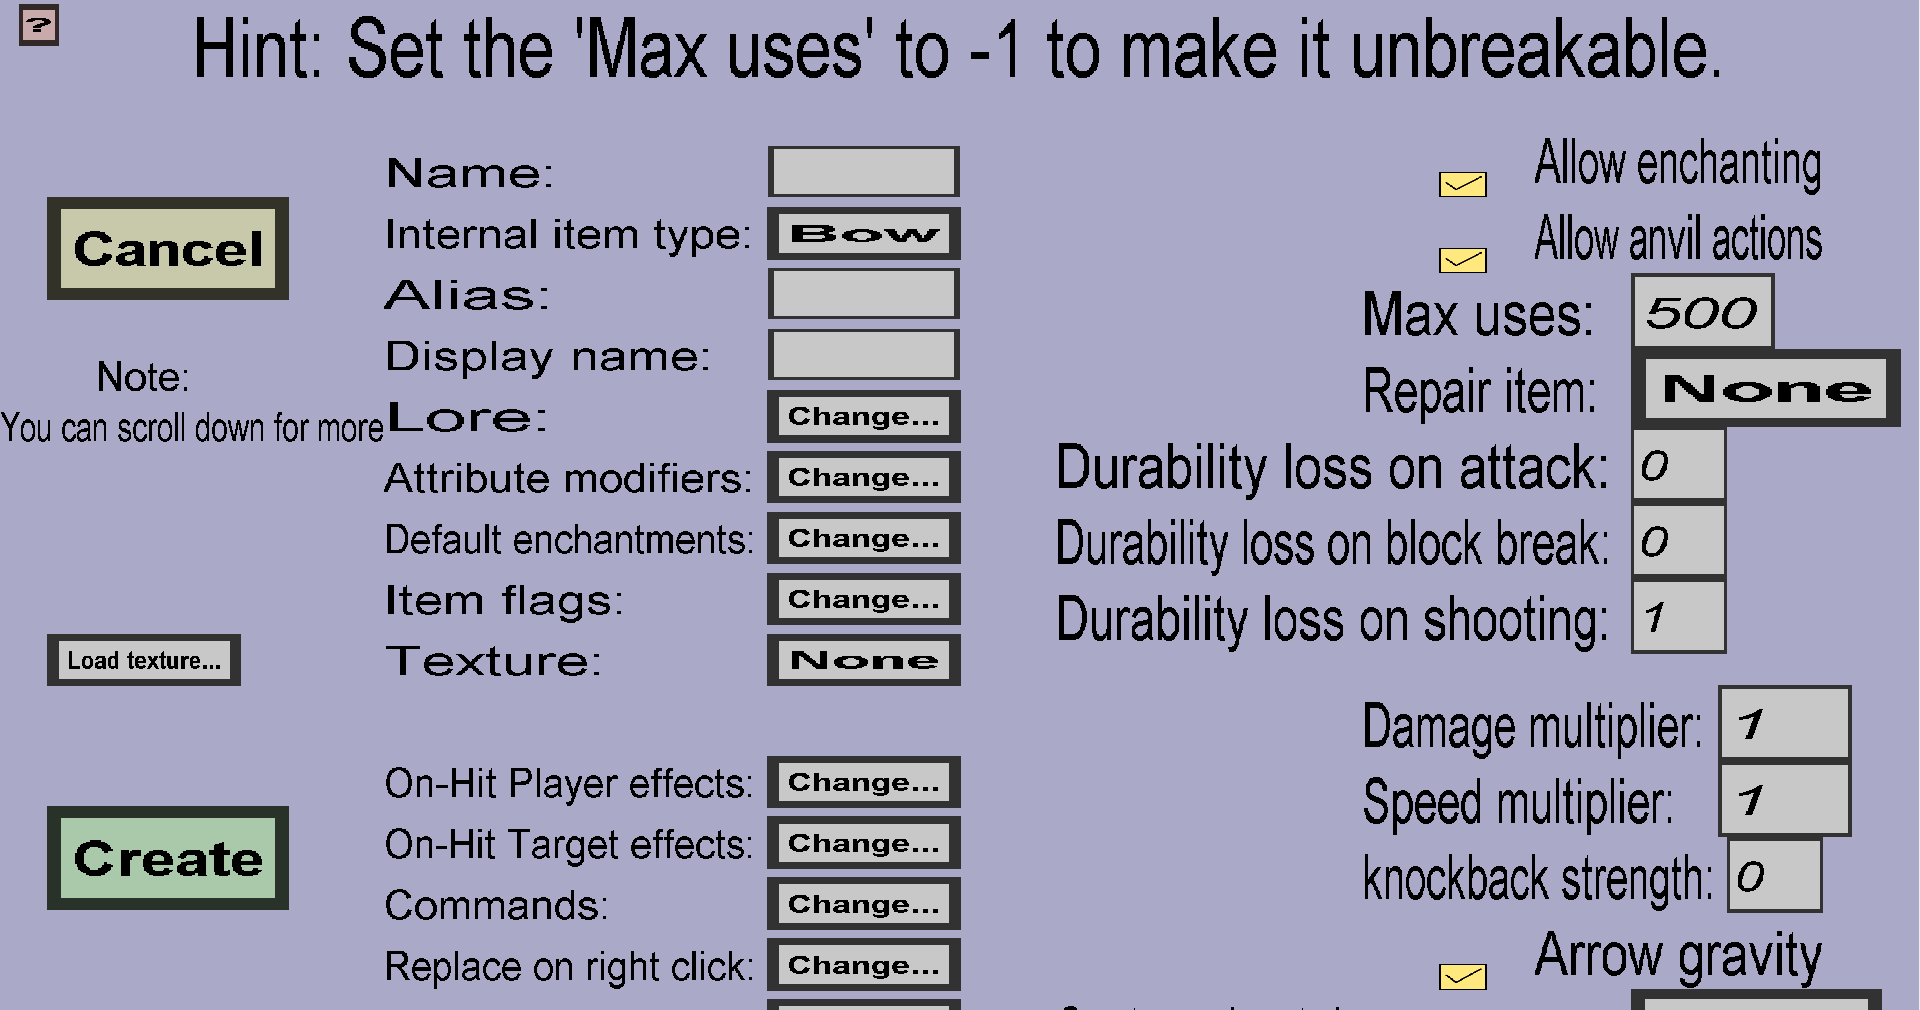 ?
Hint: Set the 'Max uses' to -1 to make it unbreakable.
Cancel
Note:
You can scroll down for more
Load texture...
Create
Name:
Internal item type: Bow
Alias:
Display name:
Lore: Change...
Attribute modifiers: Change...
Default enchantments: Change...
Item flags: Change...
Texture: None
On-Hit Player effects: Change...
On-Hit Target effects: Change...
Commands: Change...
Replace on right click: Change...
Allow enchanting
Allow anvil actions
Max uses: 500
Repair item: None
Durability loss on attack: 0
Durability loss on block break: 0
Durability loss on shooting: 1
Damage multiplier: 1
Speed multiplier: 1
knockback strength: 0
Arrow gravity